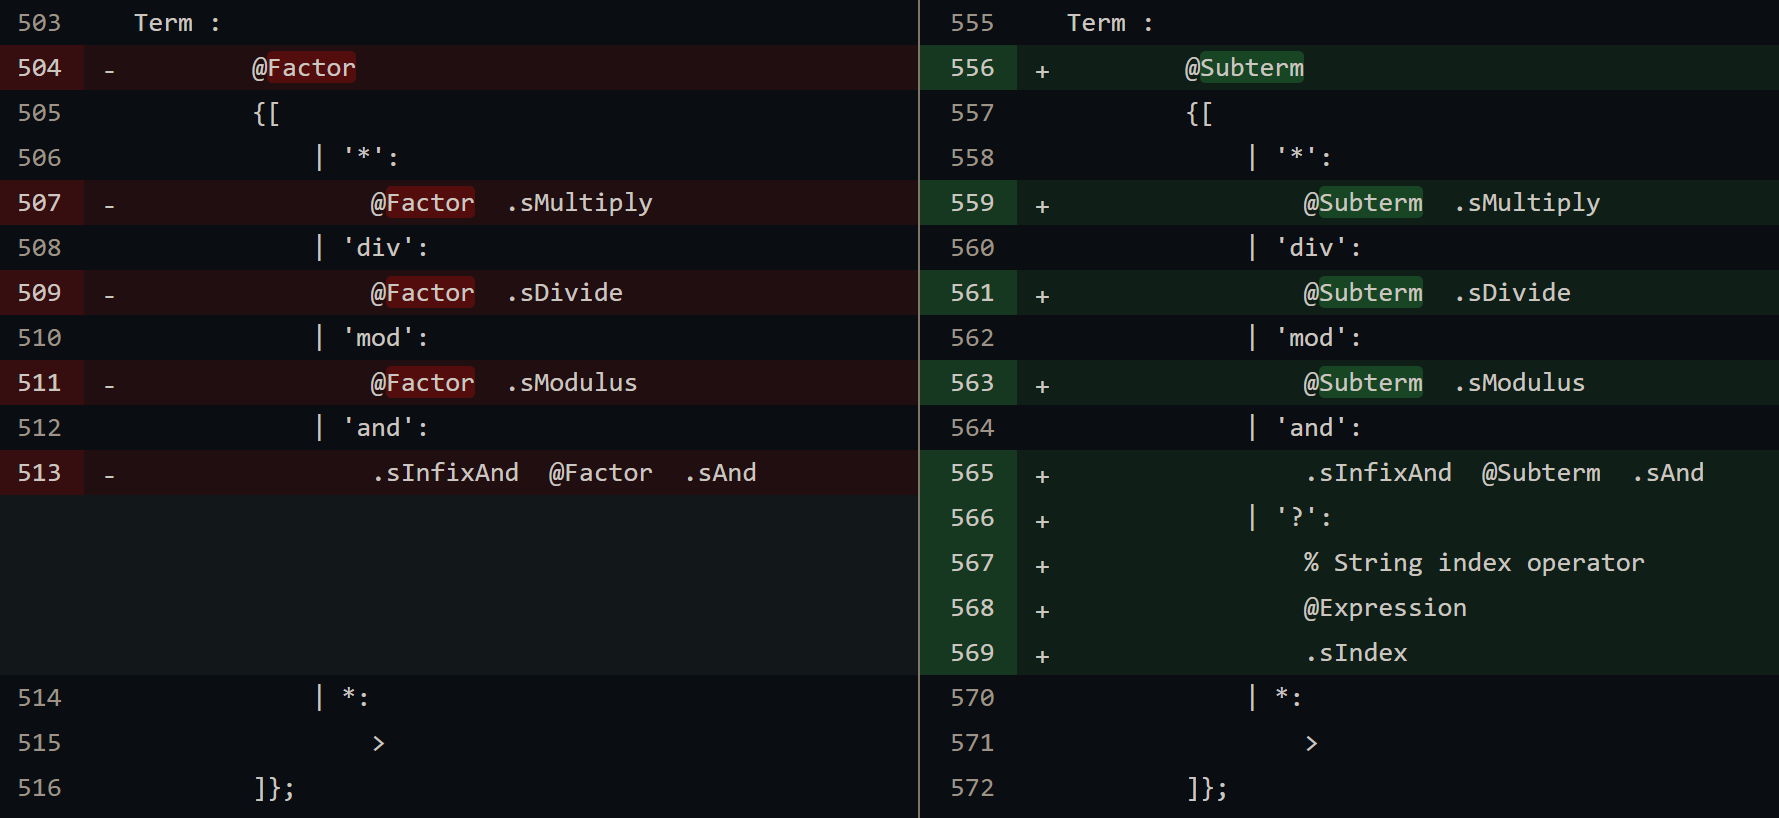 503 Term :
504 - @Factor
505 {[
506 | '*':
507 - @Factor .sMultiply
508 | 'div':
509 - @Factor .sDivide
510 | 'mod':
511 - @Factor .sModulus
512 | 'and':
513 - .sInfixAnd @Factor .sAnd
514 | *:
515 >
516 ]};
555 Term :
556 + @Subterm
557 {[
558 | '*':
559 + @Subterm .sMultiply
560 | 'div':
561 + @Subterm .sDivide
562 | 'mod':
563 + @Subterm .sModulus
564 | 'and':
565 + .sInfixAnd @Subterm .sAnd
566 + | '?':
567 + % String index operator
568 + @Expression
569 + .sIndex
570 | *:
571 >
572 ]};